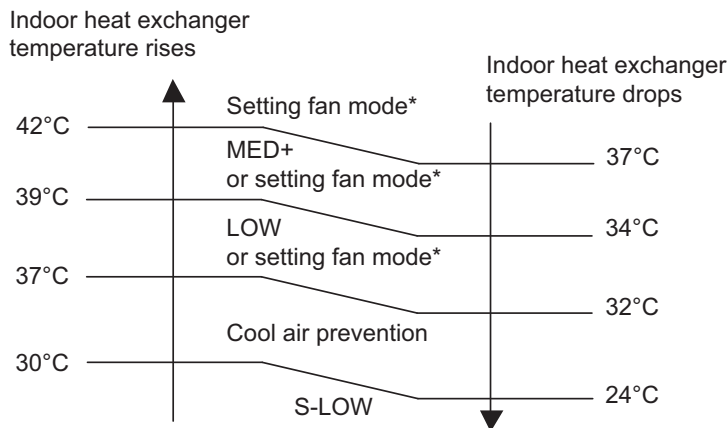 Indoor heat exchanger
temperature rises
Indoor heat exchanger
temperature drops
Setting fan mode*
42°C
MED+
or setting fan mode*
37°C
39°C
LOW
or setting fan mode*
34°C
37°C
32°C
Cool air prevention
30°C
24°C
S-LOW